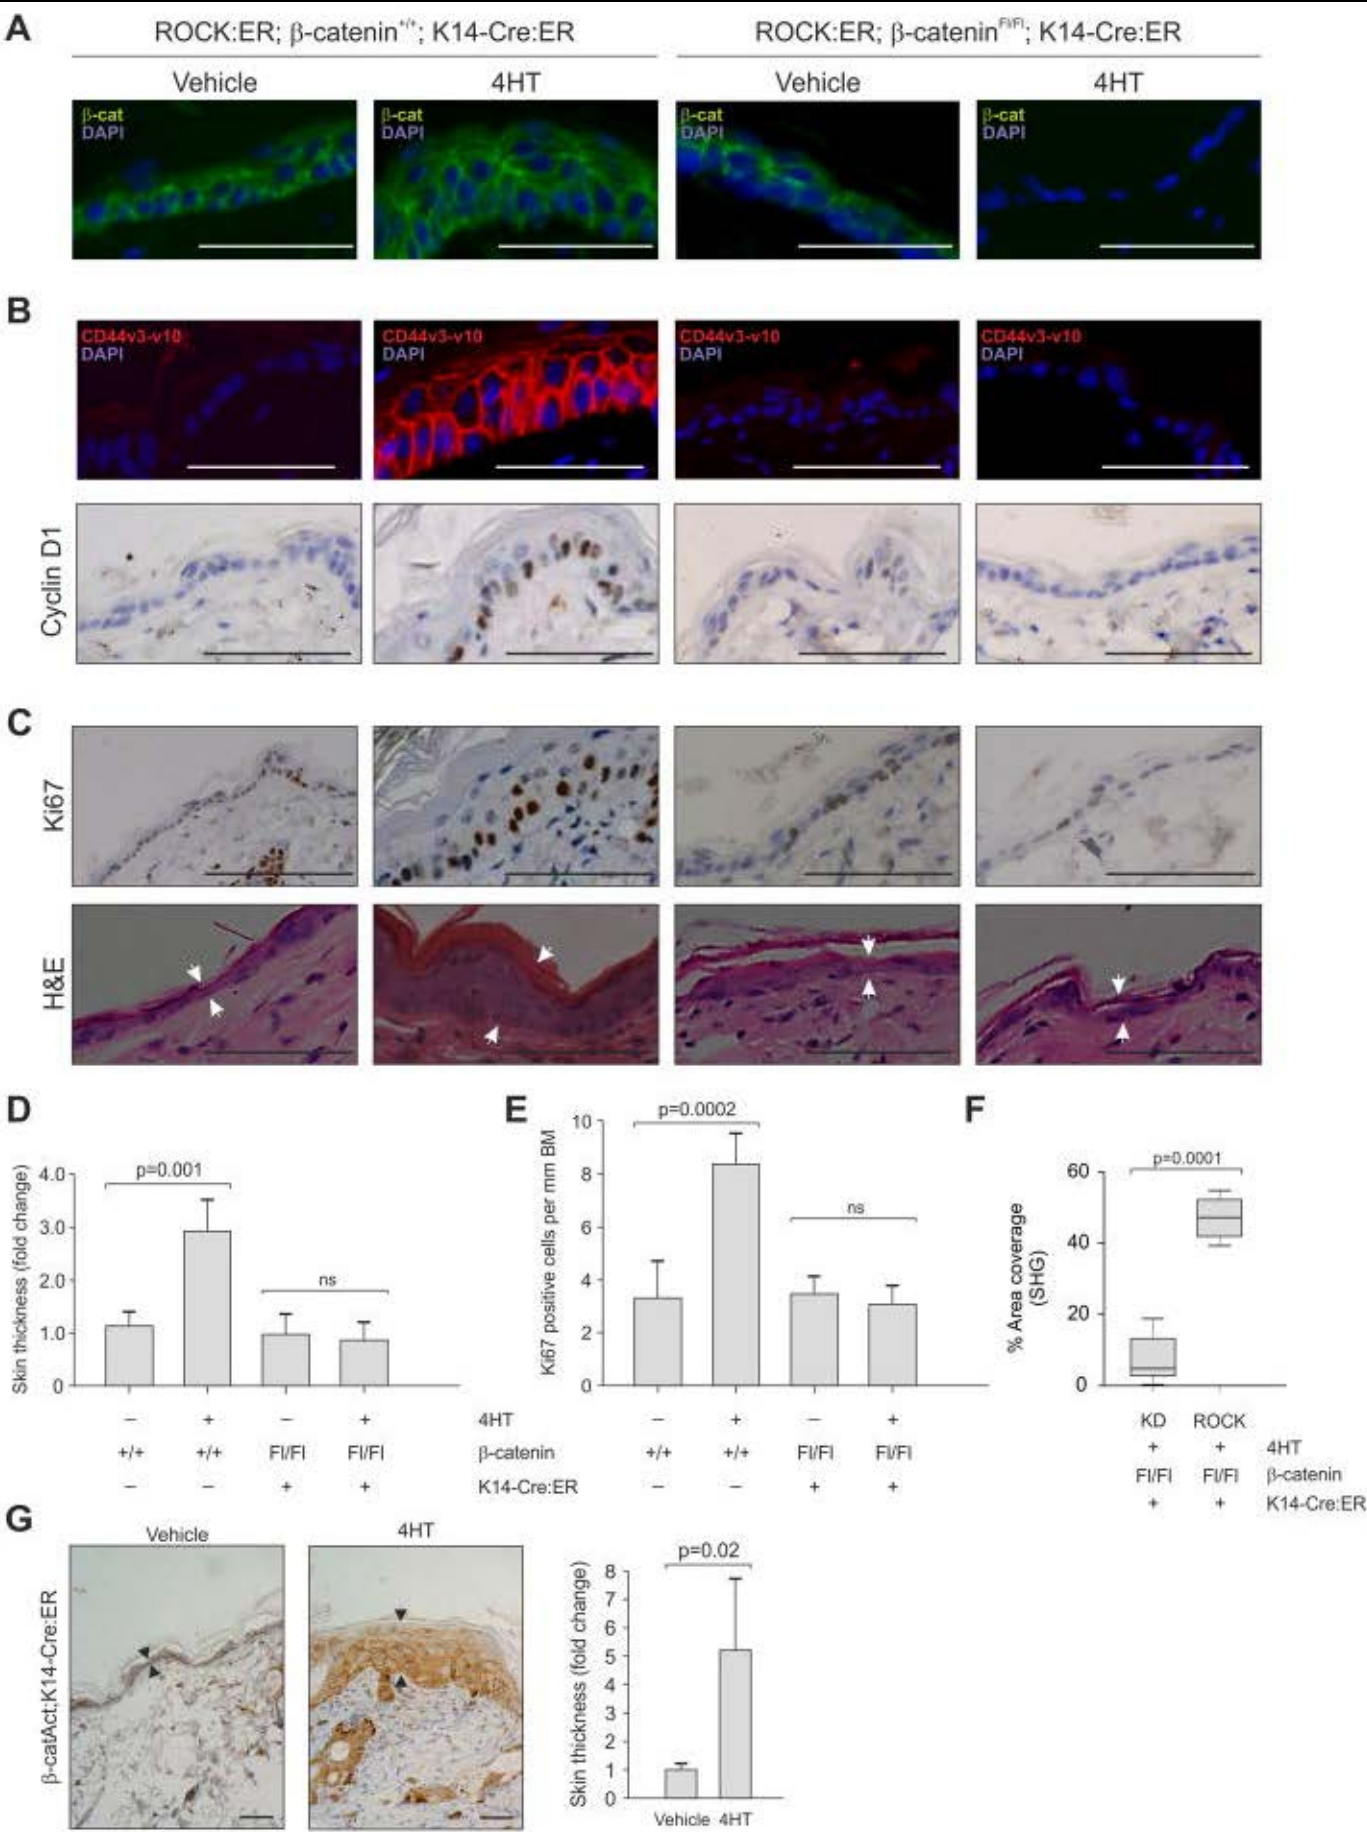 A
ROCK:ER; β-catenin+/+; K14-Cre:ER
ROCK:ER; β-cateninFl/Fl; K14-Cre:ER
Vehicle
4HT
Vehicle
4HT
β-cat
DAPI
β-cat
DAPI
β-cat
DAPI
β-cat
DAPI
B
CD44v3-v10
DAPI
CD44v3-v10
DAPI
CD44v3-v10
DAPI
CD44v3-v10
DAPI
Cyclin D1
C
Ki67
H&E
D
Skin thickness (fold change)
4.0
3.0
2.0
1.0
0
p=0.001
ns
– + – + 4HT
+/+ +/+ Fl/Fl Fl/Fl β-catenin
– – + + K14-Cre:ER
E
Ki67 positive cells per mm BM
10
8
6
4
2
0
p=0.0002
ns
– + – +
+/+ +/+ Fl/Fl Fl/Fl
– – + +
F
% Area coverage
(SHG)
60
40
20
0
p=0.0001
KD ROCK
+ + 4HT
Fl/Fl Fl/Fl β-catenin
+ + K14-Cre:ER
G
Vehicle
4HT
β-catAct;K14-Cre:ER
Skin thickness (fold change)
8
7
6
5
4
3
2
1
0
p=0.02
Vehicle 4HT